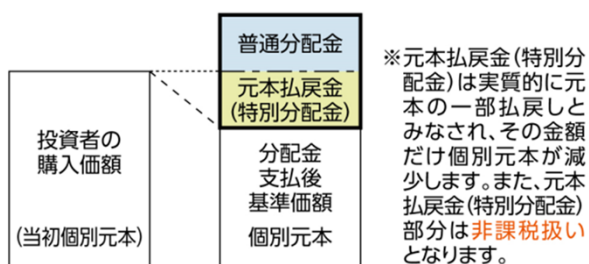 投資者の
購入価額
(当初個別元本)
普通分配金
元本払戻金
(特別分配金)
分配金
支払後
基準価額
個別元本
※元本払戻金(特別分
配金)は実質的に元
本の一部払戻しと
みなされ、その金額
だけ個別元本が減
少します。また、元本
払戻金(特別分配金)
部分は非課税扱い
となります。